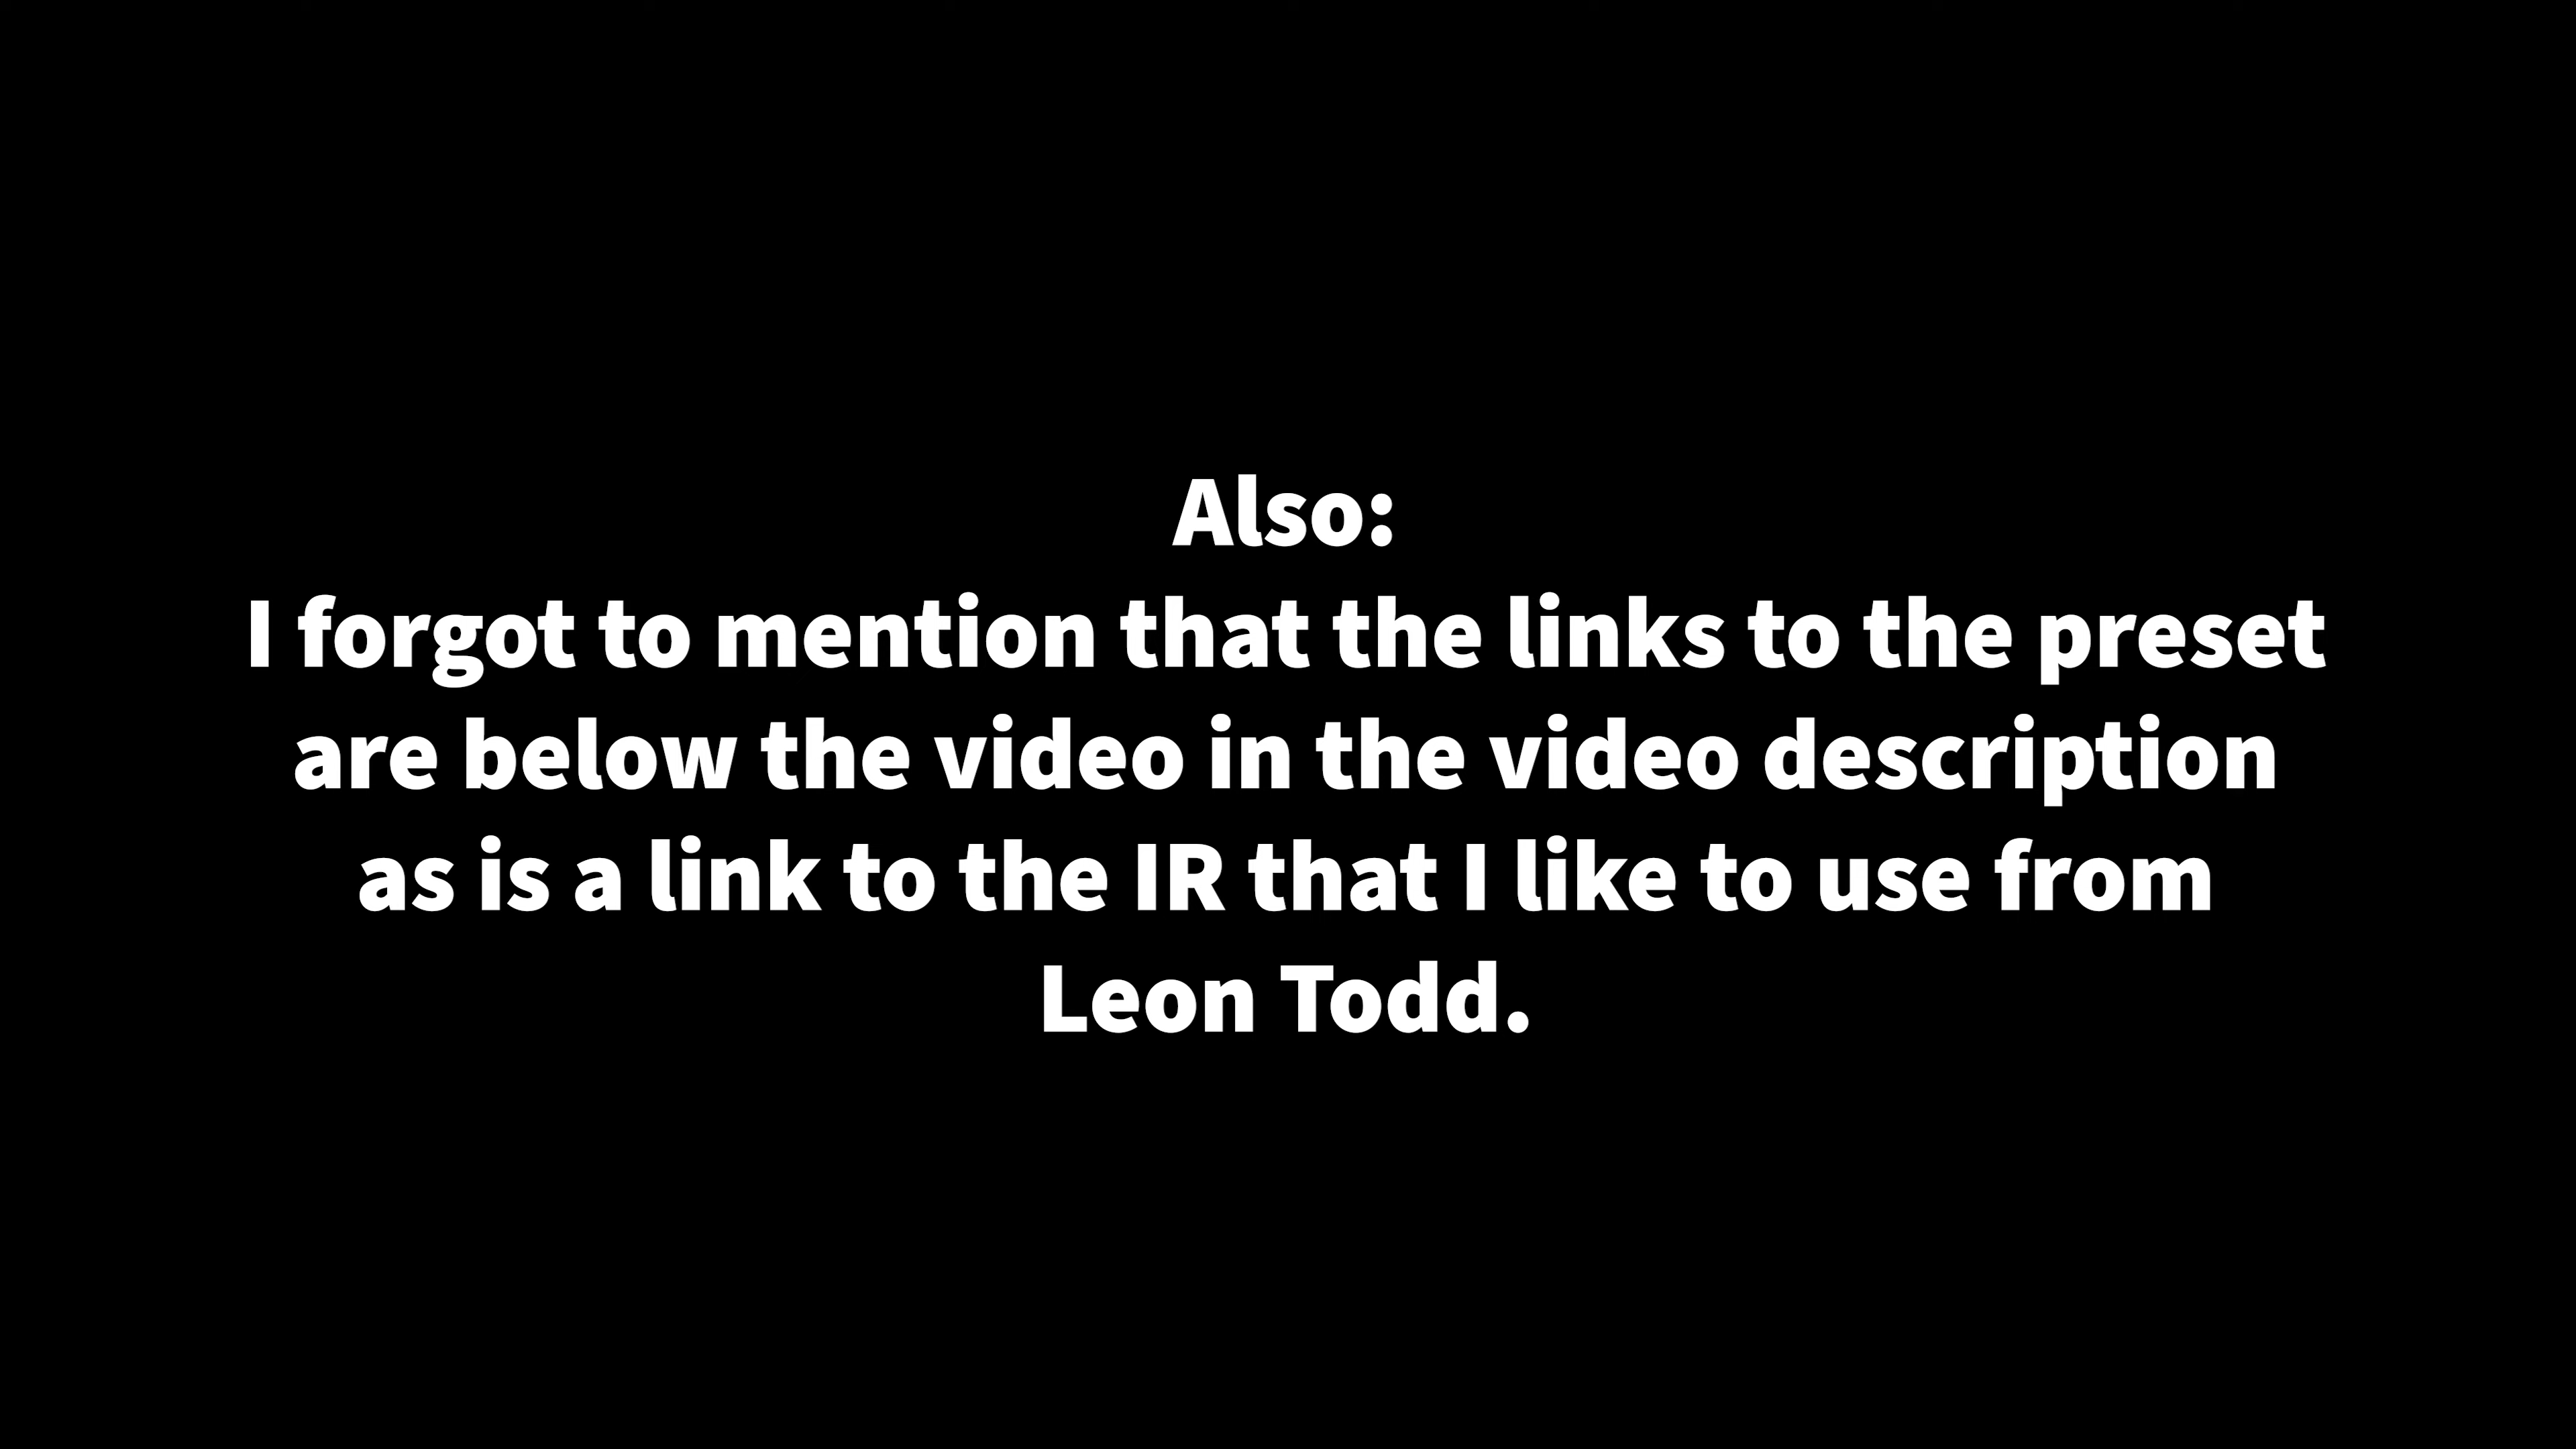 Also:
I forgot to mention that the links to the preset
are below the video in the video description
as is a link to the IR that I like to use from
Leon Todd.